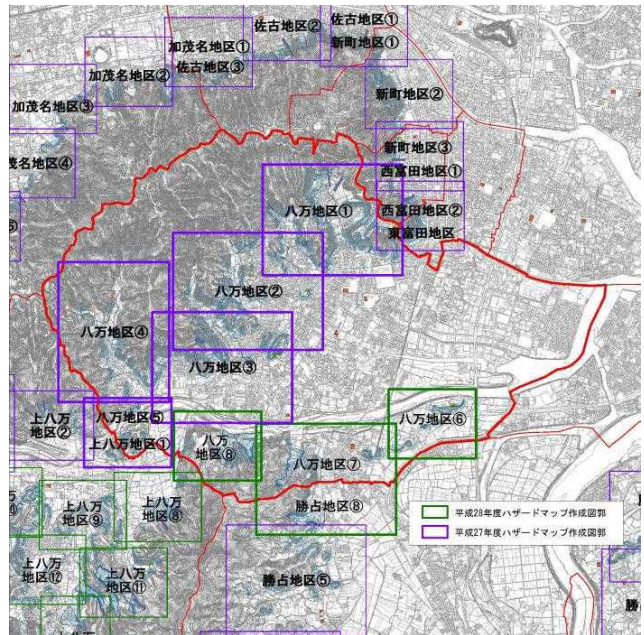 佐古地区②
佐古地区①
新町地区①
加茂名地区①
佐古地区③
加茂名地区②
加茂名地区③
新町地区②
新町地区③
西富田地区①
茂名地区④
八万地区①
西富田地区②
東富田地区
八万地区②
八万地区④
八万地区③
八万地区⑤
上八万地区①
上八万
地区②
八万
地区⑧
八万地区⑥
八万地区⑦
勝占地区⑧
上八万
地区⑨
上八万
地区⑧
平成28年度ハザードマップ作成図郭
平成27年度ハザードマップ作成図郭
上八万
地区⑫
上八万
地区⑪
勝占地区⑤
上八万
勝